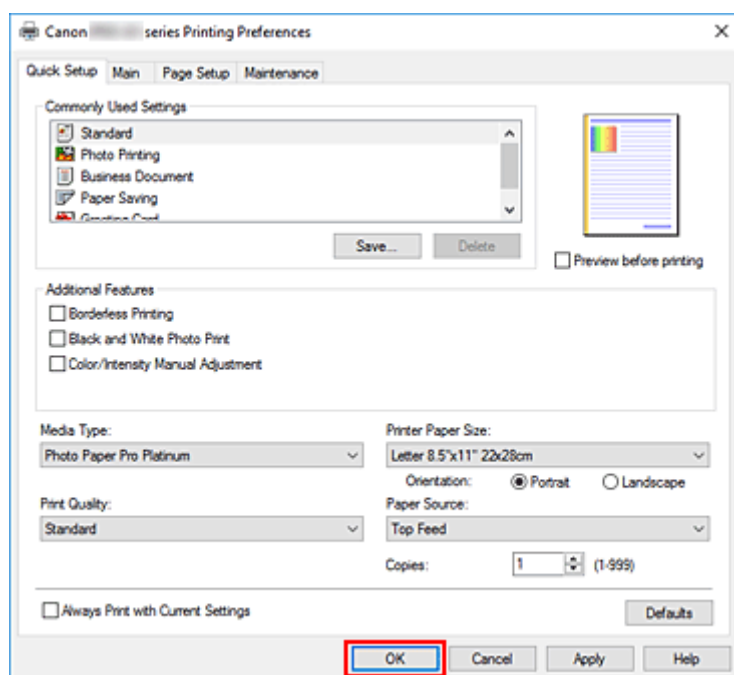 Canon series Printing Preferences
Quick Setup Main Page Setup Maintenance
Commonly Used Settings
Standard
Photo Printing
Business Document
Paper Saving
Greeting Card
Save... Delete
Preview before printing
Additional Features
Borderless Printing
Black and White Photo Print
Color/Intensity Manual Adjustment
Media Type: Printer Paper Size:
Photo Paper Pro Platinum Letter 8.5"x11" 22x28cm
Orientation: Portrait Landscape
Print Quality: Paper Source:
Standard Top Feed
Copies: 1 (1-999)
Always Print with Current Settings Defaults
OK Cancel Apply Help